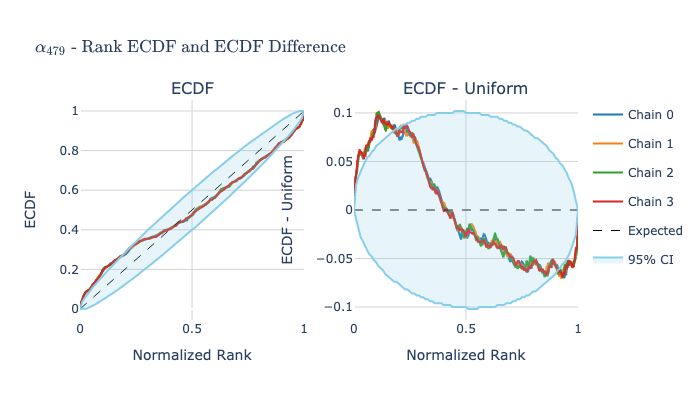 α479 - Rank ECDF and ECDF Difference
ECDF
ECDF - Uniform
ECDF
1
0.8
0.6
0.4
0.2
0
0
0.5
1
Normalized Rank
ECDF - Uniform
0.1
0.05
0
−0.05
−0.1
0
0.5
1
Normalized Rank
Chain 0
Chain 1
Chain 2
Chain 3
Expected
95% CI